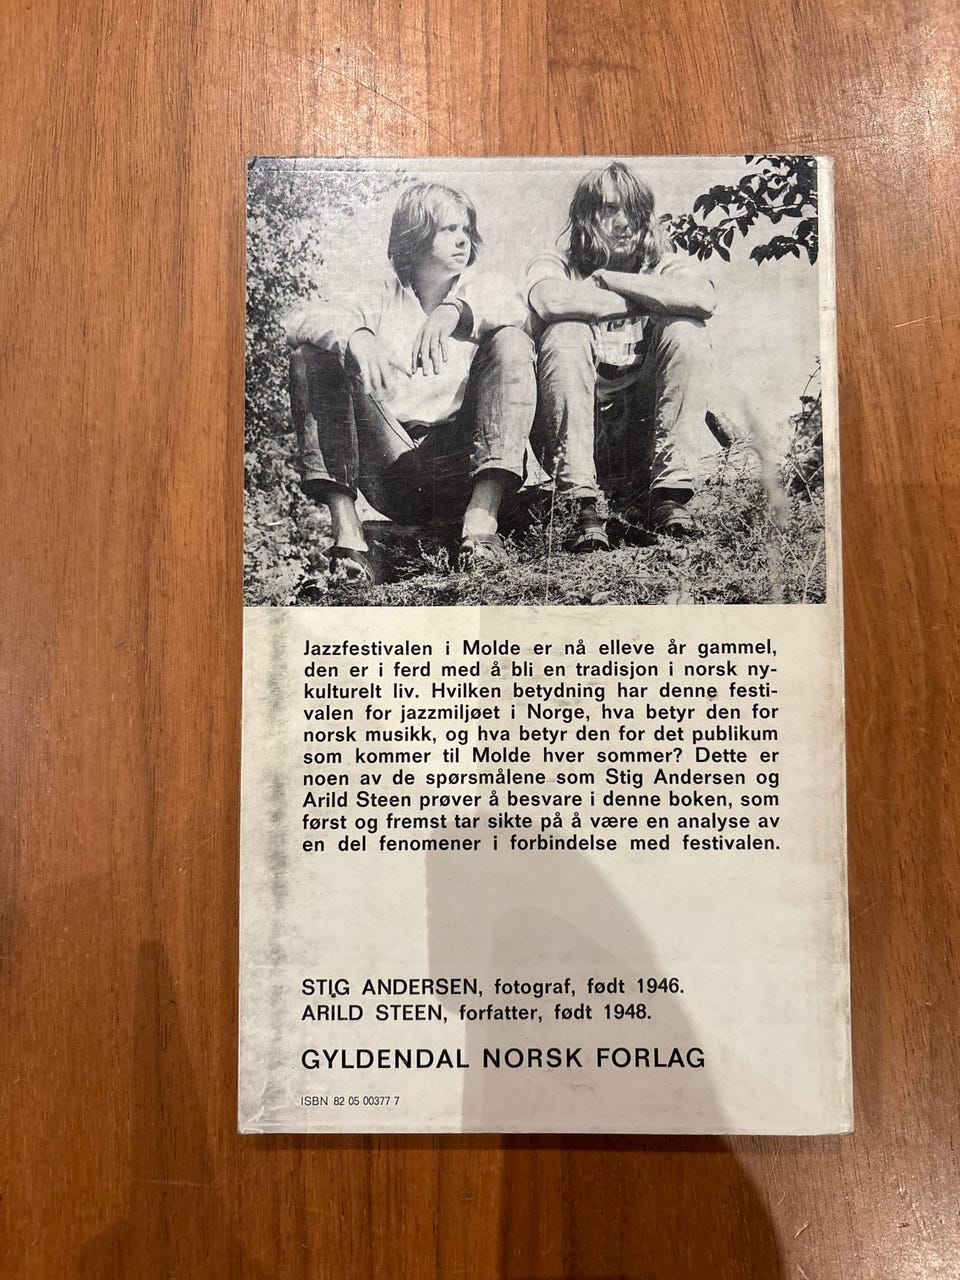 Jazzfestivalen i Molde er nå elleve år gammel,
den er i ferd med å bli en tradisjon i norsk ny-
kulturelt liv. Hvilken betydning har denne festi-
valen for jazzmiljøet i Norge, hva betyr den for
norsk musikk, og hva betyr den for det publikum
som kommer til Molde hver sommer? Dette er
noen av de spørsmålene som Stig Andersen og
Arild Steen prøver å besvare i denne boken, som
først og fremst tar sikte på å være en analyse av
en del fenomener i forbindelse med festivalen.
STIG ANDERSEN, fotograf, født 1946.
ARILD STEEN, forfatter, født 1948.
GYLDENDAL NORSK FORLAG
ISBN 82 05 00377 7